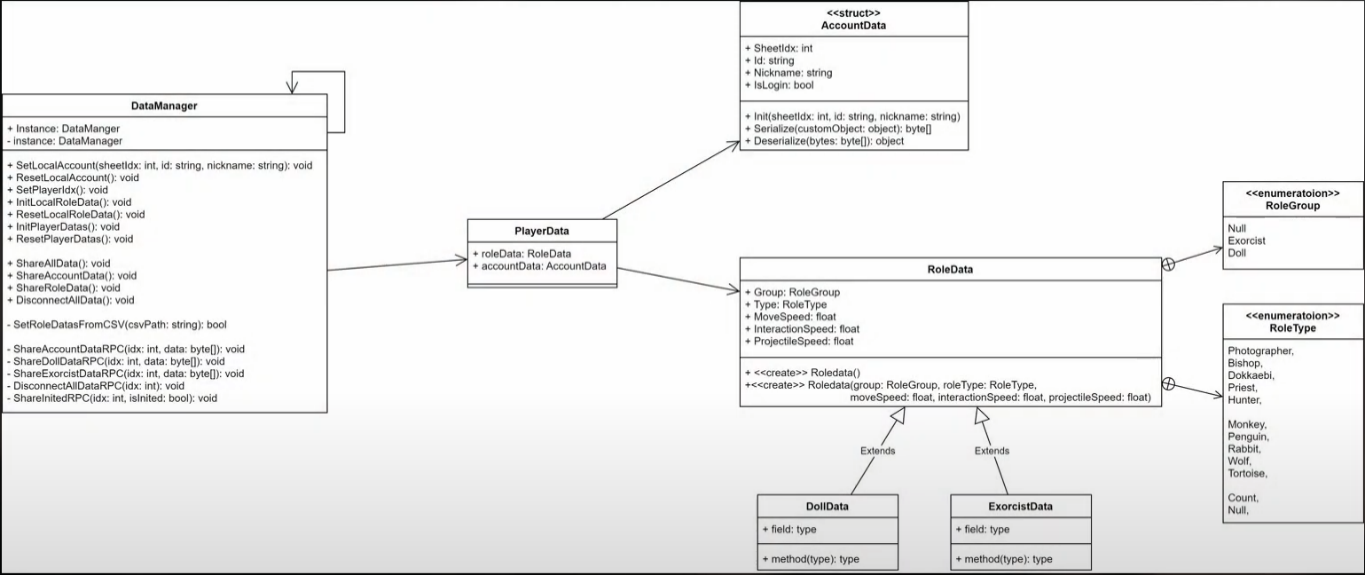 <<struct>>
AccountData
+ SheetIdx: int
+ Id: string
+ Nickname: string
+ IsLogin: bool
+ Init(sheetIdx: int, id: string, nickname: string)
+ Serialize(customObject: object): byte[]
+ Deserialize(bytes: byte[]): object
DataManager
+ Instance: DataManger
- instance: DataManager
+ SetLocalAccount(sheetIdx: int, id: string, nickname: string): void
+ ResetLocalAccount(): void
+ SetPlayerIdx(): void
+ InitLocalRoleData(): void
+ ResetLocalRoleData(): void
+ InitPlayerDatas(): void
+ ResetPlayerDatas(): void
+ ShareAllData(): void
+ ShareAccountData(): void
+ ShareRoleData(): void
+ DisconnectAllData(): void
- SetRoleDatasFromCSV(csvPath: string): bool
- ShareAccountDataRPC(idx: int, data: byte[]): void
- ShareDollDataRPC(idx: int, data: byte[]): void
- ShareExorcistDataRPC(idx: int, data: byte[]): void
- DisconnectAllDataRPC(idx: int): void
- ShareInitedRPC(idx: int, isInited: bool): void
PlayerData
+ roleData: RoleData
+ accountData: AccountData
RoleData
+ Group: RoleGroup
+ Type: RoleType
+ MoveSpeed: float
+ InteractionSpeed: float
+ ProjectileSpeed: float
+ <<create>> Roledata()
+<<create>> Roledata(group: RoleGroup, roleType: RoleType,
moveSpeed: float, interactionSpeed: float, projectileSpeed: float)
<<enumeratoion>>
RoleGroup
Null
Exorcist
Doll
<<enumeratoion>>
RoleType
Photographer,
Bishop,
Dokkaebi,
Priest,
Hunter,
Monkey,
Penguin,
Rabbit,
Wolf,
Tortoise,
Count,
Null,
Extends
Extends
DollData
+ field: type
+ method(type): type
ExorcistData
+ field: type
+ method(type): type